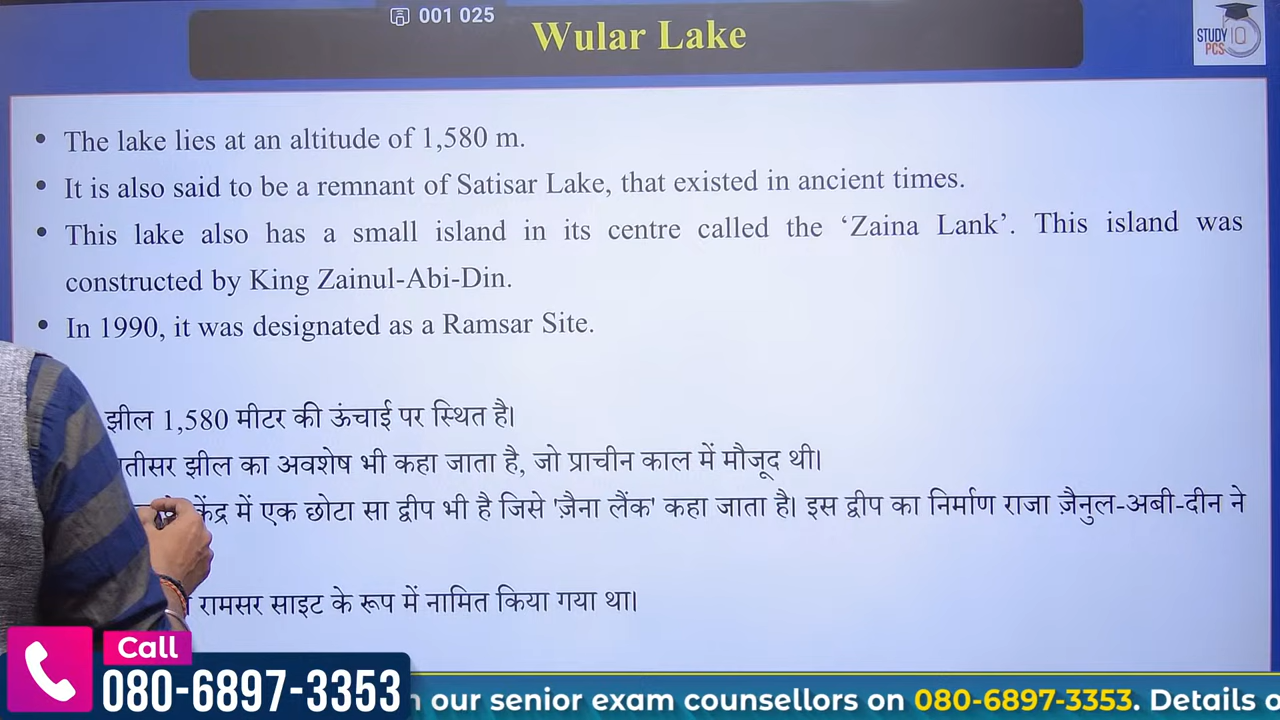 001 025
Wular Lake
STUDY IQ
PCS
• The lake lies at an altitude of 1,580 m.
• It is also said to be a remnant of Satisar Lake, that existed in ancient times.
• This lake also has a small island in its centre called the ‘Zaina Lank’. This island was
constructed by King Zainul-Abi-Din.
• In 1990, it was designated as a Ramsar Site.
झील 1,580 मीटर की ऊंचाई पर स्थित है।
झील का अवशेष भी कहा जाता है, जो प्राचीन काल में मौजूद थी।
केंद्र में एक छोटा सा द्वीप भी है जिसे 'ज़ैना लैंक' कहा जाता है। इस द्वीप का निर्माण राजा ज़ैनुल-अबी-दीन ने
रामसर साइट के रूप में नामित किया गया था।
Call
080-6897-3353
our senior exam counsellors on 080-6897-3353. Details